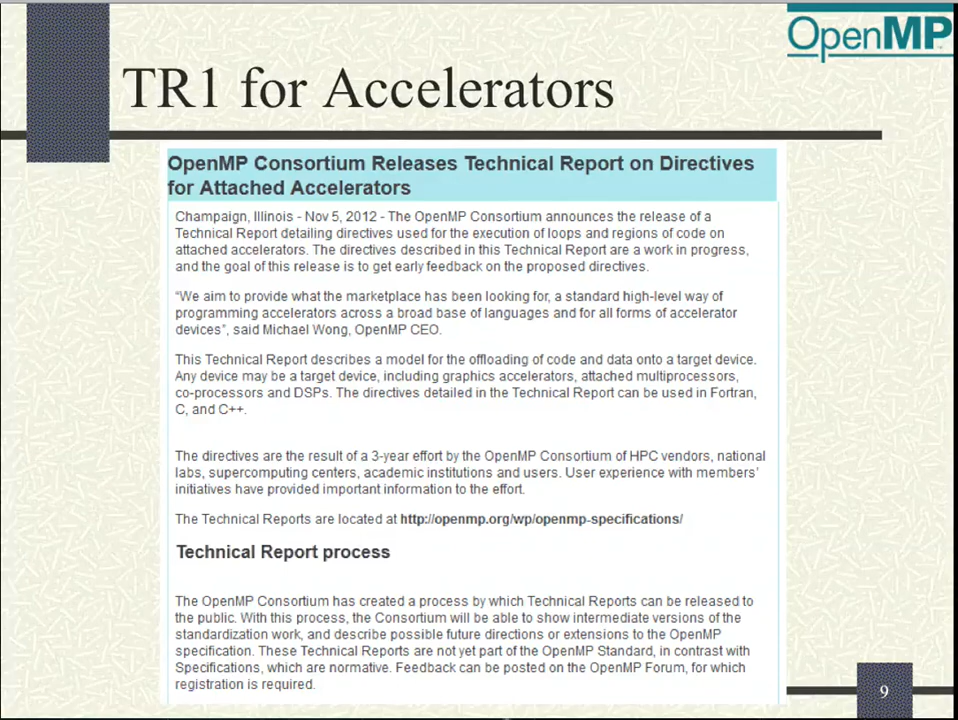 OpenMP
TR1 for Accelerators
OpenMP Consortium Releases Technical Report on Directives
for Attached Accelerators
Champaign, Illinois - Nov 5, 2012 - The OpenMP Consortium announces the release of a
Technical Report detailing directives used for the execution of loops and regions of code on
attached accelerators. The directives described in this Technical Report are a work in progress,
and the goal of this release is to get early feedback on the proposed directives.
“We aim to provide what the marketplace has been looking for, a standard high-level way of
programming accelerators across a broad base of languages and for all forms of accelerator
devices”, said Michael Wong, OpenMP CEO.
This Technical Report describes a model for the offloading of code and data onto a target device.
Any device may be a target device, including graphics accelerators, attached multiprocessors,
co-processors and DSPs. The directives detailed in the Technical Report can be used in Fortran,
C, and C++.
The directives are the result of a 3-year effort by the OpenMP Consortium of HPC vendors, national
labs, supercomputing centers, academic institutions and users. User experience with members’
initiatives have provided important information to the effort.
The Technical Reports are located at http://openmp.org/wp/openmp-specifications/
Technical Report process
The OpenMP Consortium has created a process by which Technical Reports can be released to
the public. With this process, the Consortium will be able to show intermediate versions of the
standardization work, and describe possible future directions or extensions to the OpenMP
specification. These Technical Reports are not yet part of the OpenMP Standard, in contrast with
Specifications, which are normative. Feedback can be posted on the OpenMP Forum, for which
registration is required.
9